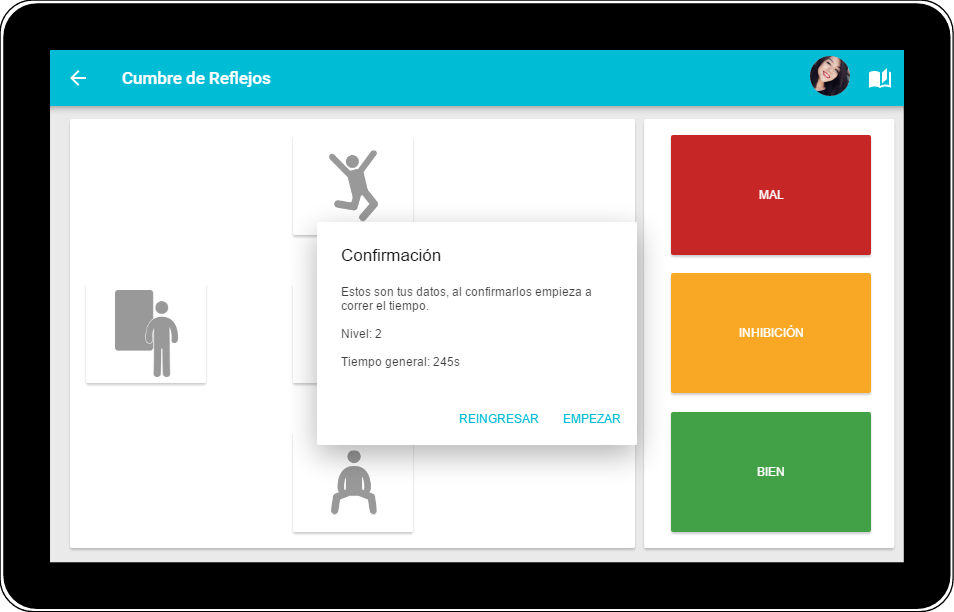 Cumbre de Reflejos
Confirmación
Estos son tus datos, al confirmarlos empieza a
correr el tiempo.
Nivel: 2
Tiempo general: 245s
REINGRESAR EMPEZAR
MAL
INHIBICIÓN
BIEN